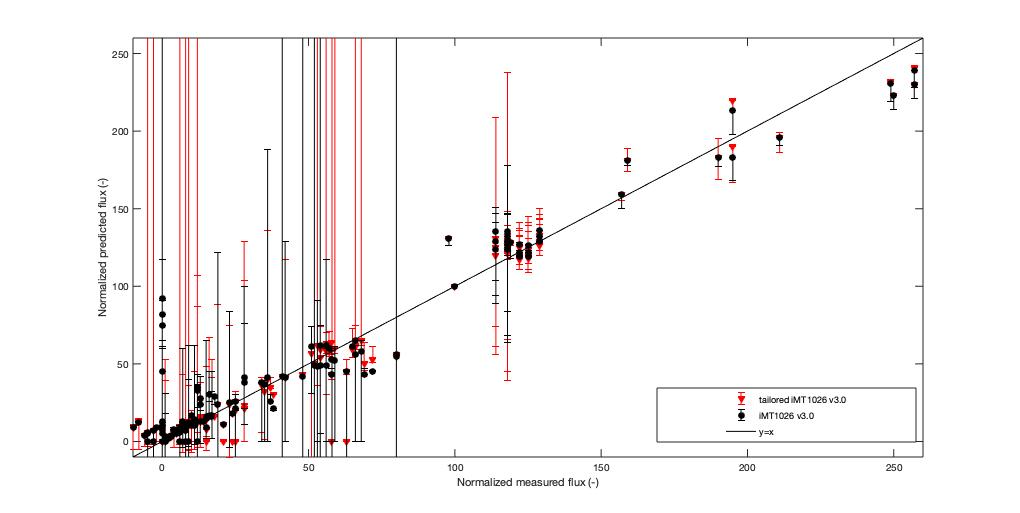 250
200
150
100
50
0
Normalized predicted flux (-)
0 50 100 150 200 250
Normalized measured flux (-)
tailored iMT1026 v3.0
iMT1026 v3.0
y=x